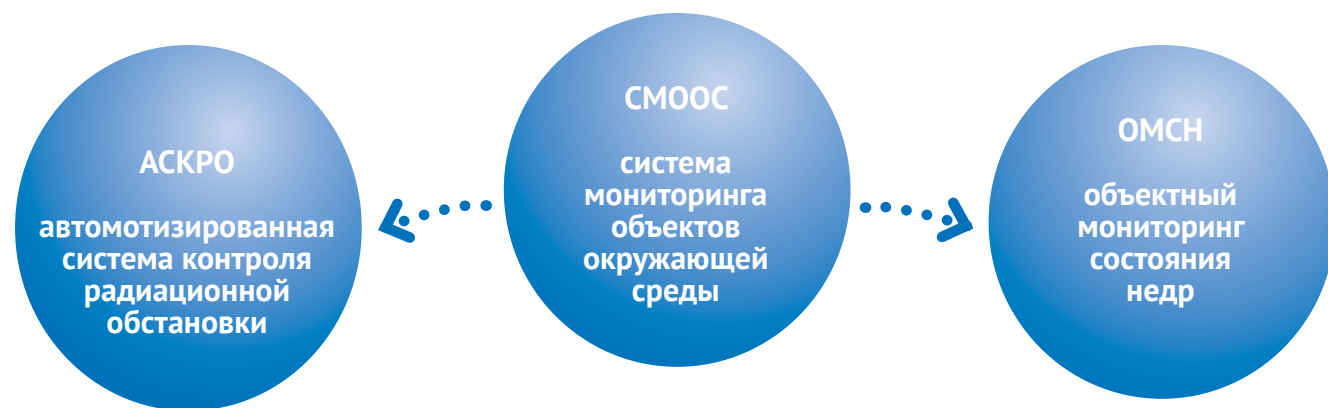 АСКРО
автомотизированная
система контроля
радиационной
обстановки
СМООС
система
мониторинга
объектов
окружающей
среды
ОМСН
объектный
мониторинг
состояния
недр